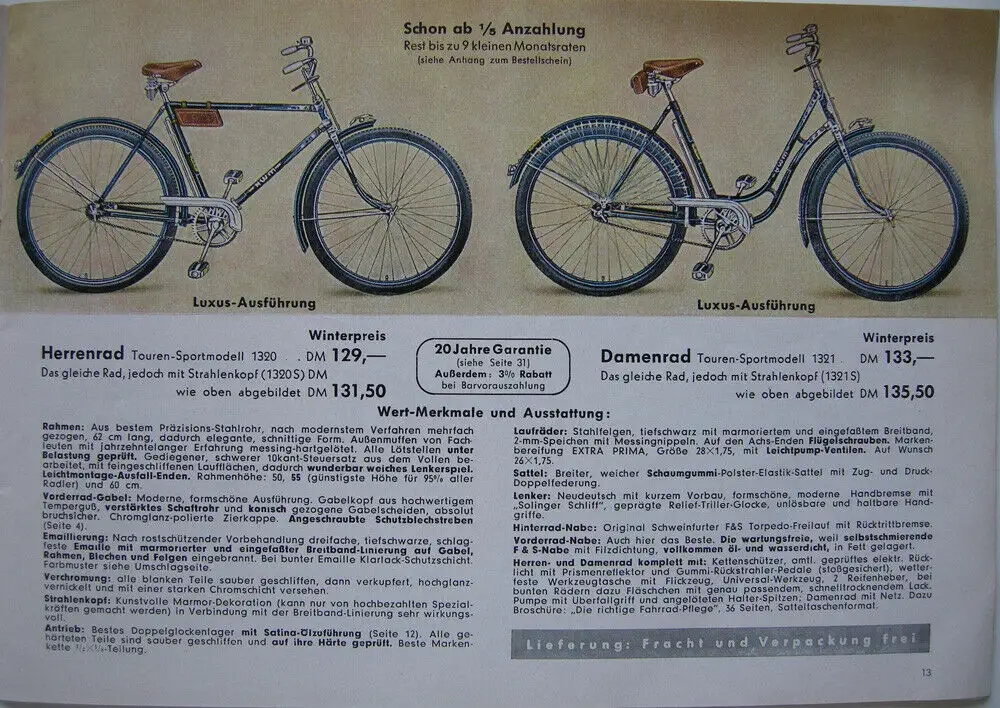 Schon ab 1/5 Anzahlung
Rest bis zu 9 kleinen Monatsraten
(siehe Anhang zum Bestellschein)
Luxus-Ausführung
Luxus-Ausführung
Winterpreis
Herrenrad Touren-Sportmodell 1320 . . DM 129,—
Das gleiche Rad, jedoch mit Strahlenkopf (1320 S) DM
wie oben abgebildet DM 131,50
20 Jahre Garantie
(siehe Seite 31)
Außerdem: 3% Rabatt
bei Barvorauszahlung
Winterpreis
Damenrad Touren-Sportmodell 1321 . DM 133,—
Das gleiche Rad, jedoch mit Strahlenkopf (1321 S)
wie oben abgebildet DM 135,50
Wert-Merkmale und Ausstattung:
Rahmen: Aus bestem Präzisions-Stahlrohr, nach modernstem Verfahren mehrfach
gezogen, 62 cm lang, dadurch elegante, schnittige Form. Außenmuffen von Fach-
leuten mit jahrzehntelanger Erfahrung messing-hartgelötet. Alle Lötstellen unter
Belastung geprüft. Gediegener, schwerer 10kant-Steuersatz aus dem Vollen be-
arbeitet, mit feingeschliffenen Laufflächen, dadurch wunderbar weiches Lenkerspiel.
Leichtmontage-Ausfall-Enden. Rahmenhöhe: 50, 55 (günstigste Höhe für 95% aller
Radler) und 60 cm.
Vorderrad-Gabel: Moderne, formschöne Ausführung. Gabelkopf aus hochwertigem
Temperguß, verstärktes Schaftrohr und konisch gezogene Gabelscheiden, absolut
bruchsicher. Chromglanz-polierte Zierkappe. Angeschraubte Schutzblechstreben
(Seite 4).
Emaillierung: Nach rostschützender Vorbehandlung dreifache, tiefschwarze, schlag-
feste Emaille mit marmorierter und eingefaßter Breitband-Linierung auf Gabel,
Rahmen, Blechen und Felgen eingebrannt. Bei bunter Emaille Klarlack-Schutzschicht.
Farbmuster siehe Umschlagseite.
Verchromung: alle blanken Teile sauber geschliffen, dann verkupfert, hochglanz-
vernickelt und mit einer starken Chromschicht versehen.
Strahlenkopf: Kunstvolle Marmor-Dekoration (kann nur von hochbezahlten Spezial-
kräften gemacht werden) in Verbindung mit der Breitband-Linierung sehr wirkungs-
voll.
Antrieb: Bestes Doppelglockenlager mit Satina-Ölzuführung (Seite 12). Alle ge-
härteten Teile sind sauber geschliffen und auf ihre Härte geprüft. Beste Marken-
kette -Teilung.
Laufräder: Stahlfelgen, tiefschwarz mit marmoriertem und eingefaßtem Breitband,
2-mm-Speichen mit Messingnippeln. Auf den Achs-Enden Flügelschrauben. Marken-
bereifung EXTRA PRIMA, Größe 28×1,75, mit Leichtpump-Ventilen. Auf Wunsch
26×1,75.
Sattel: Breiter, weicher Schaumgummi-Polster-Elastik-Sattel mit Zug- und Druck-
Doppelfederung.
Lenker: Neudeutsch mit kurzem Vorbau, formschöne, moderne Handbremse mit
„Solinger Schliff", geprägte Relief-Triller-Glocke, unlösbare und haltbare Hand-
griffe.
Hinterrad-Nabe: Original Schweinfurter F&S Torpedo-Freilauf mit Rücktrittbremse.
Vorderrad-Nabe: Auch hier das Beste. Die wartungsfreie, weil selbstschmierende
F & S-Nabe mit Filzdichtung, vollkommen öl- und wasserdicht, in Fett gelagert.
Herren- und Damenrad komplett mit: Kettenschützer, amtl. geprüftes elektr. Rück-
licht mit Prismenreflektor und Gummi-Rückstrahler-Pedale (stoßgesichert), wetter-
feste Werkzeugtasche mit Flickzeug, Universal-Werkzeug, 2 Reifenheber, bei
bunten Rädern dazu Fläschchen mit genau passendem, schnelltrocknendem Lack.
Pumpe mit Überfallgriff und angelöteten Halter-Spitzen; Damenrad mit Netz. Dazu
Broschüre: „Die richtige Fahrrad-Pflege", 36 Seiten, Satteltaschenformat.
Lieferung: Fracht und Verpackung frei
13